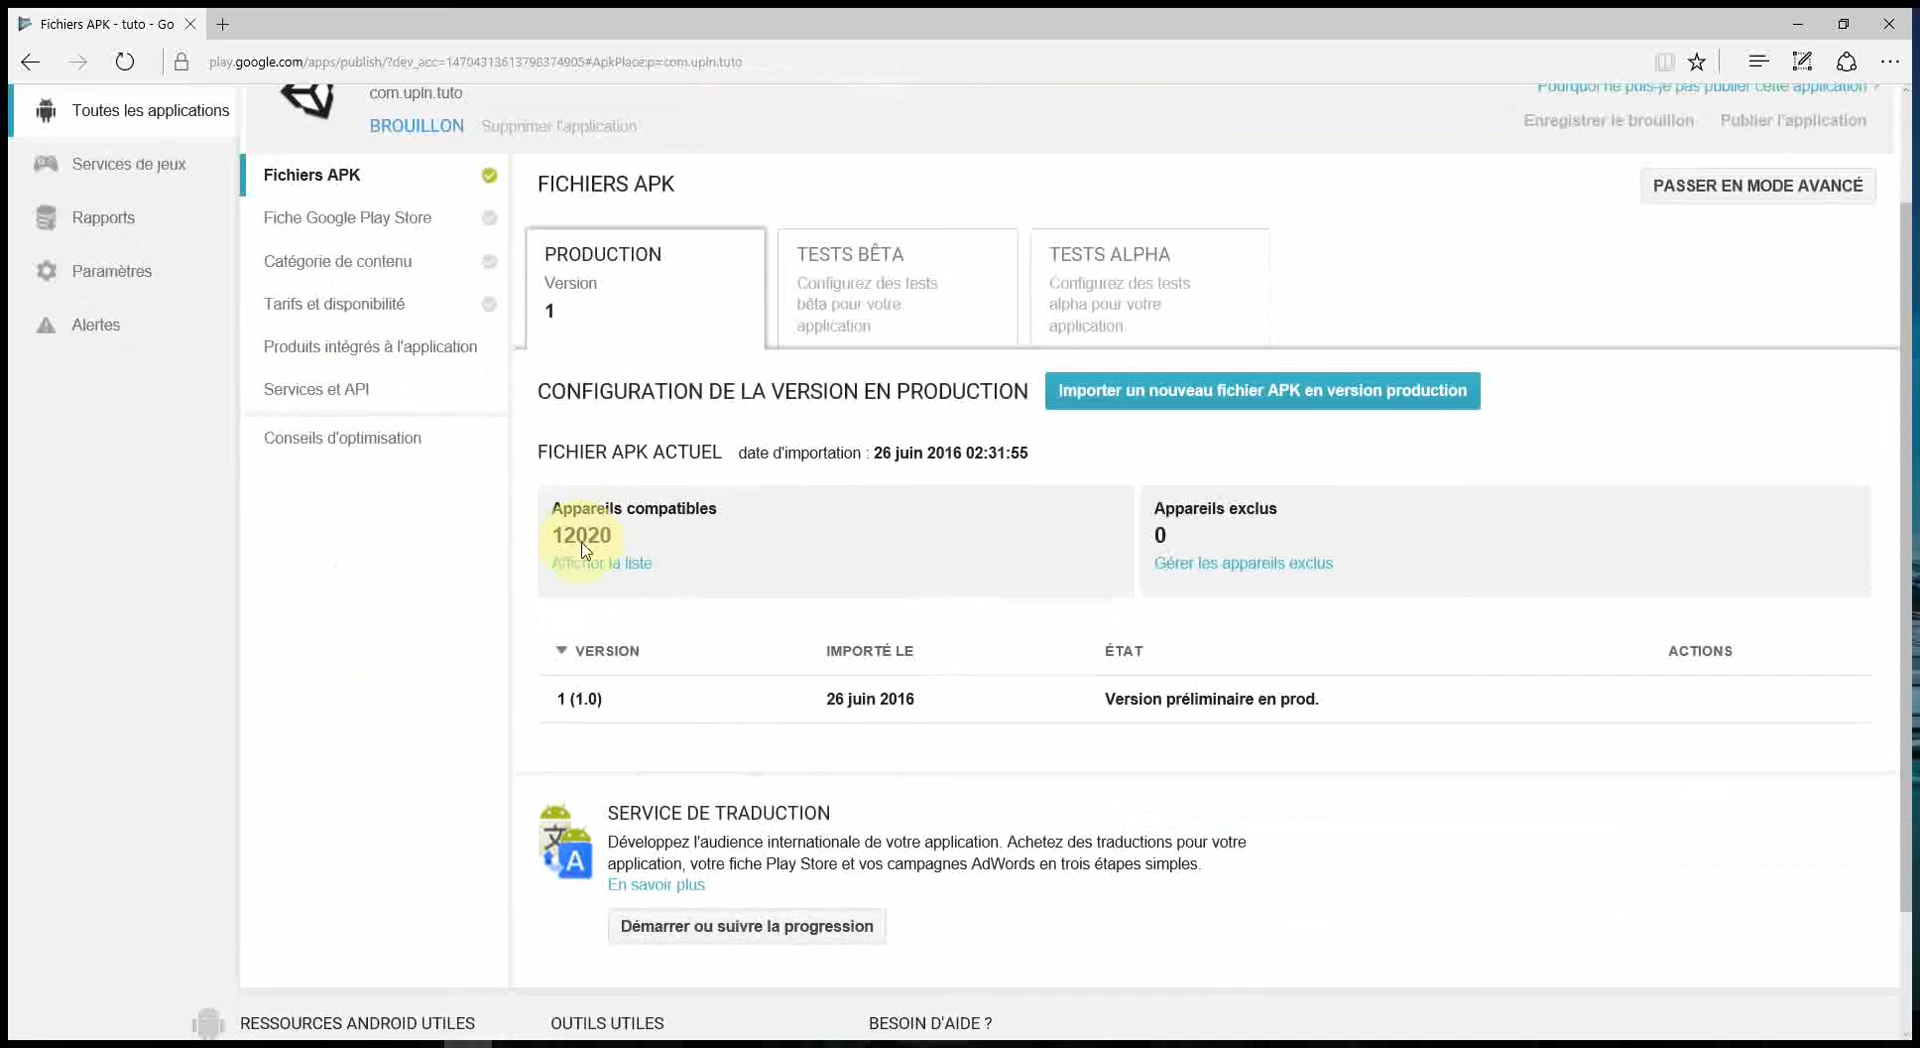 Fichiers APK - tuto - Go
play.google.com/apps/publish/?dev_acc=14704313613798374905#ApkPlace:p=com.upln.tuto
Toutes les applications
Services de jeux
Rapports
Paramètres
Alertes
com.upln.tuto
BROUILLON Supprimer l'application
Pourquoi ne puis-je pas publier cette application ?
Enregistrer le brouillon Publier l'application
Fichiers APK
Fiche Google Play Store
Catégorie de contenu
Tarifs et disponibilité
Produits intégrés à l'application
Services et API
Conseils d'optimisation
FICHIERS APK
PASSER EN MODE AVANCÉ
PRODUCTION
Version
1
TESTS BÊTA
Configurez des tests
bêta pour votre
application
TESTS ALPHA
Configurez des tests
alpha pour votre
application.
CONFIGURATION DE LA VERSION EN PRODUCTION
Importer un nouveau fichier APK en version production
FICHIER APK ACTUEL date d'importation : 26 juin 2016 02:31:55
Appareils compatibles
12020
Afficher la liste
Appareils exclus
0
Gérer les appareils exclus
VERSION IMPORTÉ LE ÉTAT ACTIONS
1 (1.0) 26 juin 2016 Version préliminaire en prod.
SERVICE DE TRADUCTION
Développez l'audience internationale de votre application. Achetez des traductions pour votre
application, votre fiche Play Store et vos campagnes AdWords en trois étapes simples.
En savoir plus
Démarrer ou suivre la progression
RESSOURCES ANDROID UTILES OUTILS UTILES BESOIN D'AIDE ?